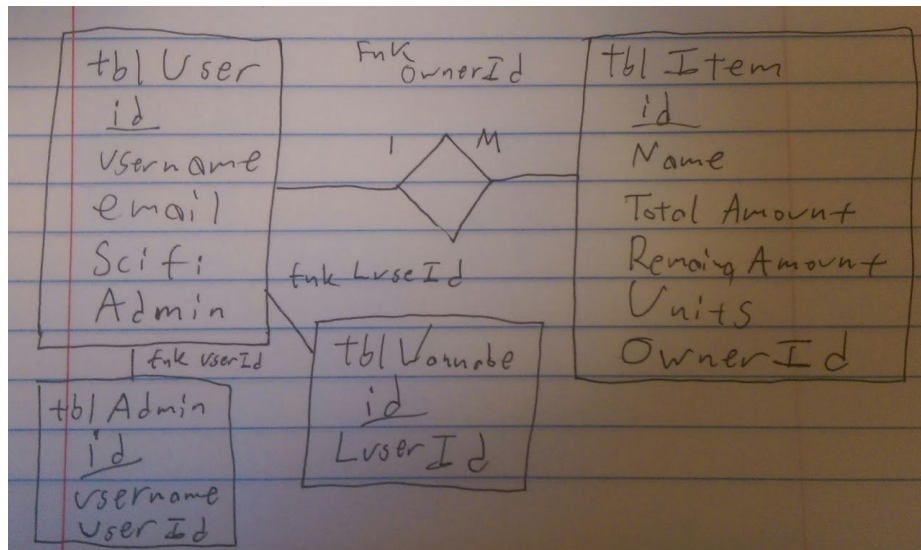 tbl User
id
username
email
Scifi
Admin
Fnk
OwnerId
1 M
tbl Item
id
Name
Total Amount
Remaing Amount
Units
OwnerId
fnk LuseId
fnk userId
tbl Wannabe
id
LuserId
tbl Admin
id
username
userId